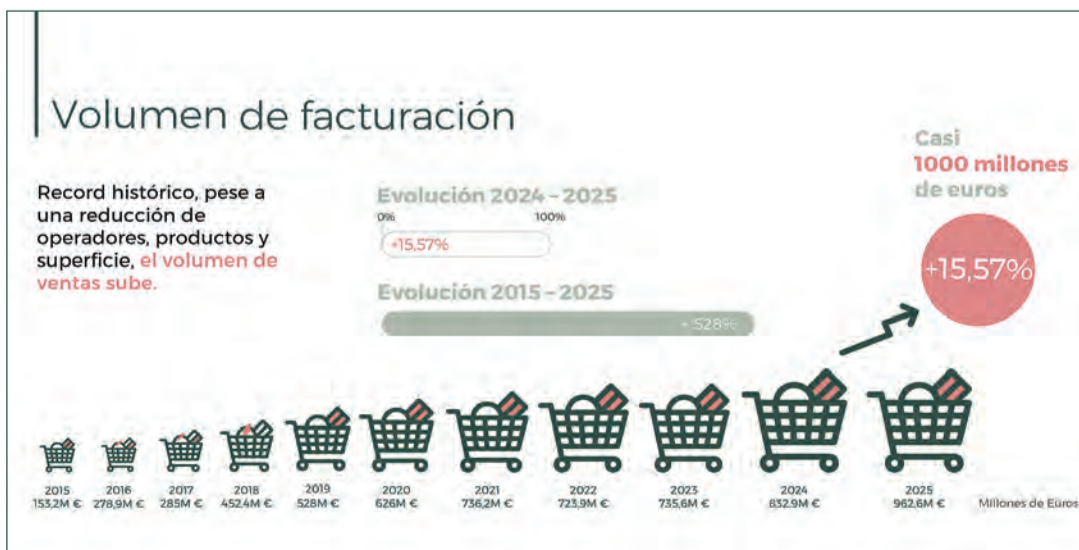 Volumen de facturación
Record histórico, pese a
una reducción de
operadores, productos y
superficie, el volumen de
ventas sube.
Evolución 2024 - 2025
0% 100%
+15,57%
Evolución 2015 - 2025
+ 528%
Casi
1000 millones
de euros
+15,57%
2015 2016 2017 2018 2019 2020 2021 2022 2023 2024 2025
153,2M € 278,9M € 285M € 452.4M € 528M € 626M € 736,2M € 723,9M € 735,6M € 832.9M € 962,6M € Millones de Euros